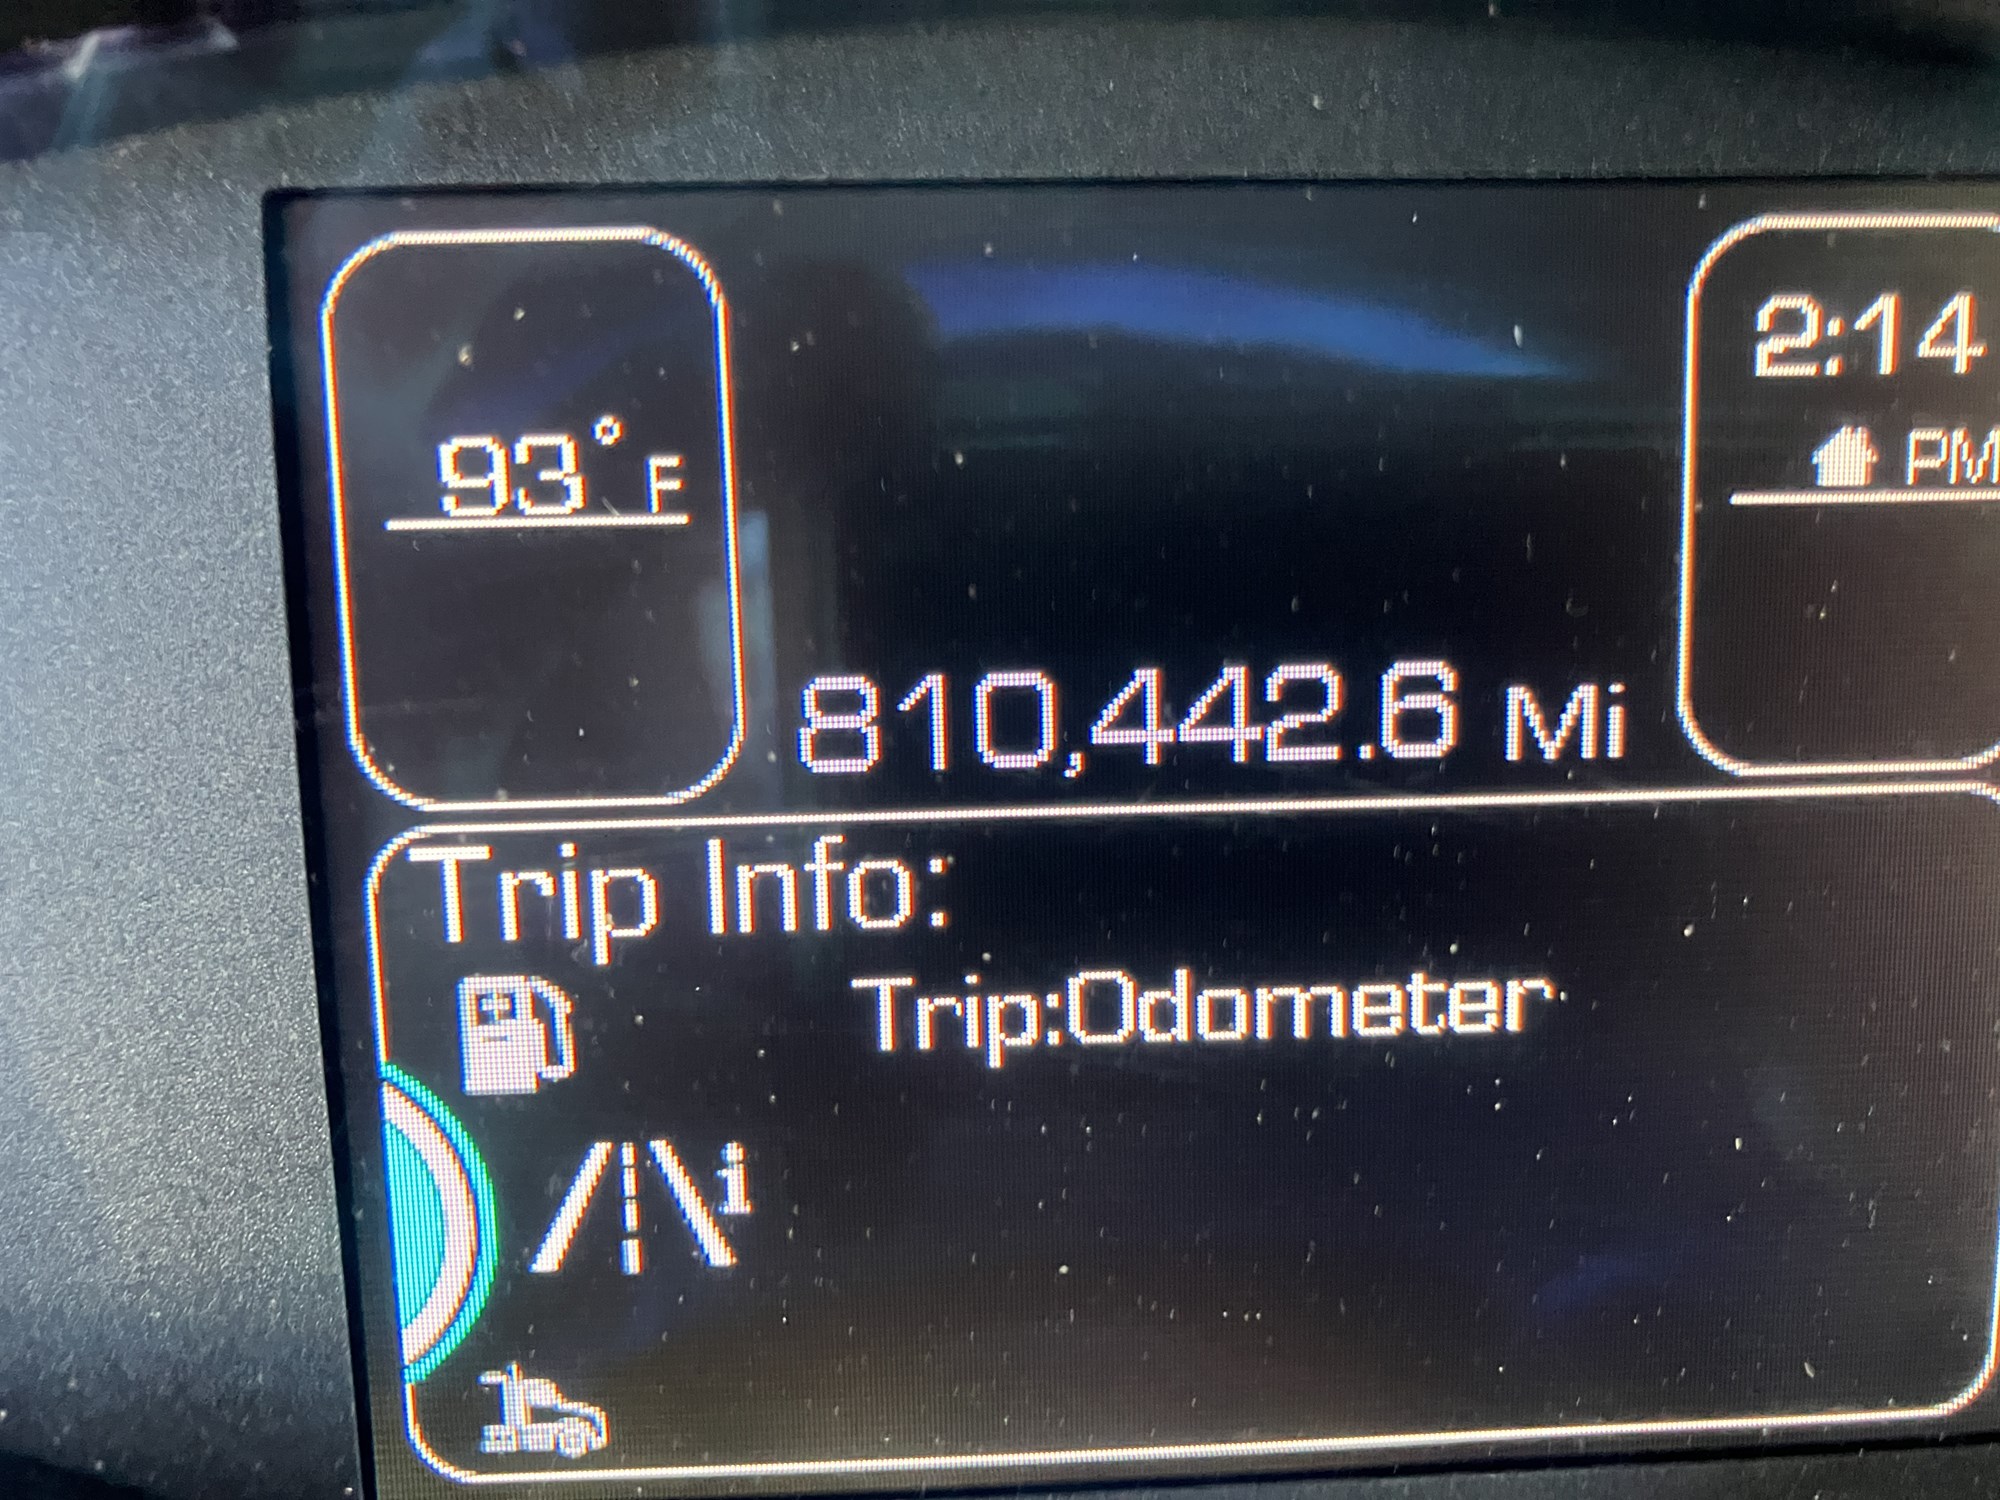 93°F
2:14
PM
810,442.6 Mi
Trip Info:
Trip:Odometer
i